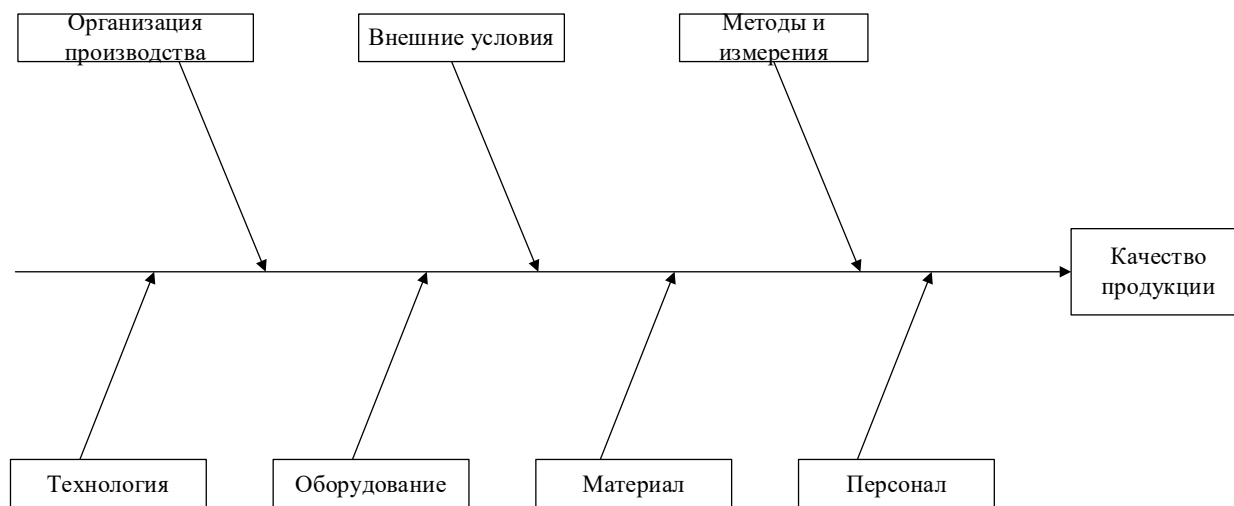 Организация
производства
Внешние условия
Методы и
измерения
Качество
продукции
Технология
Оборудование
Материал
Персонал